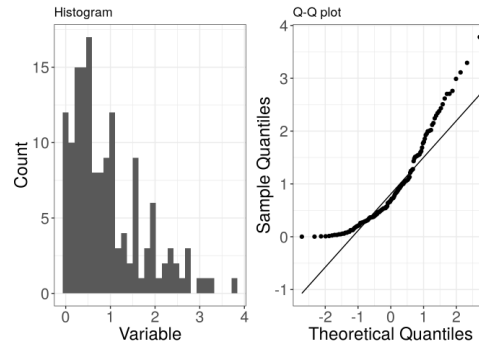 Histogram
Q-Q plot
15
10
5
0
Count
0 1 2 3 4
Variable
4
3
2
1
0
-1
Sample Quantiles
-2 -1 0 1 2
Theoretical Quantiles